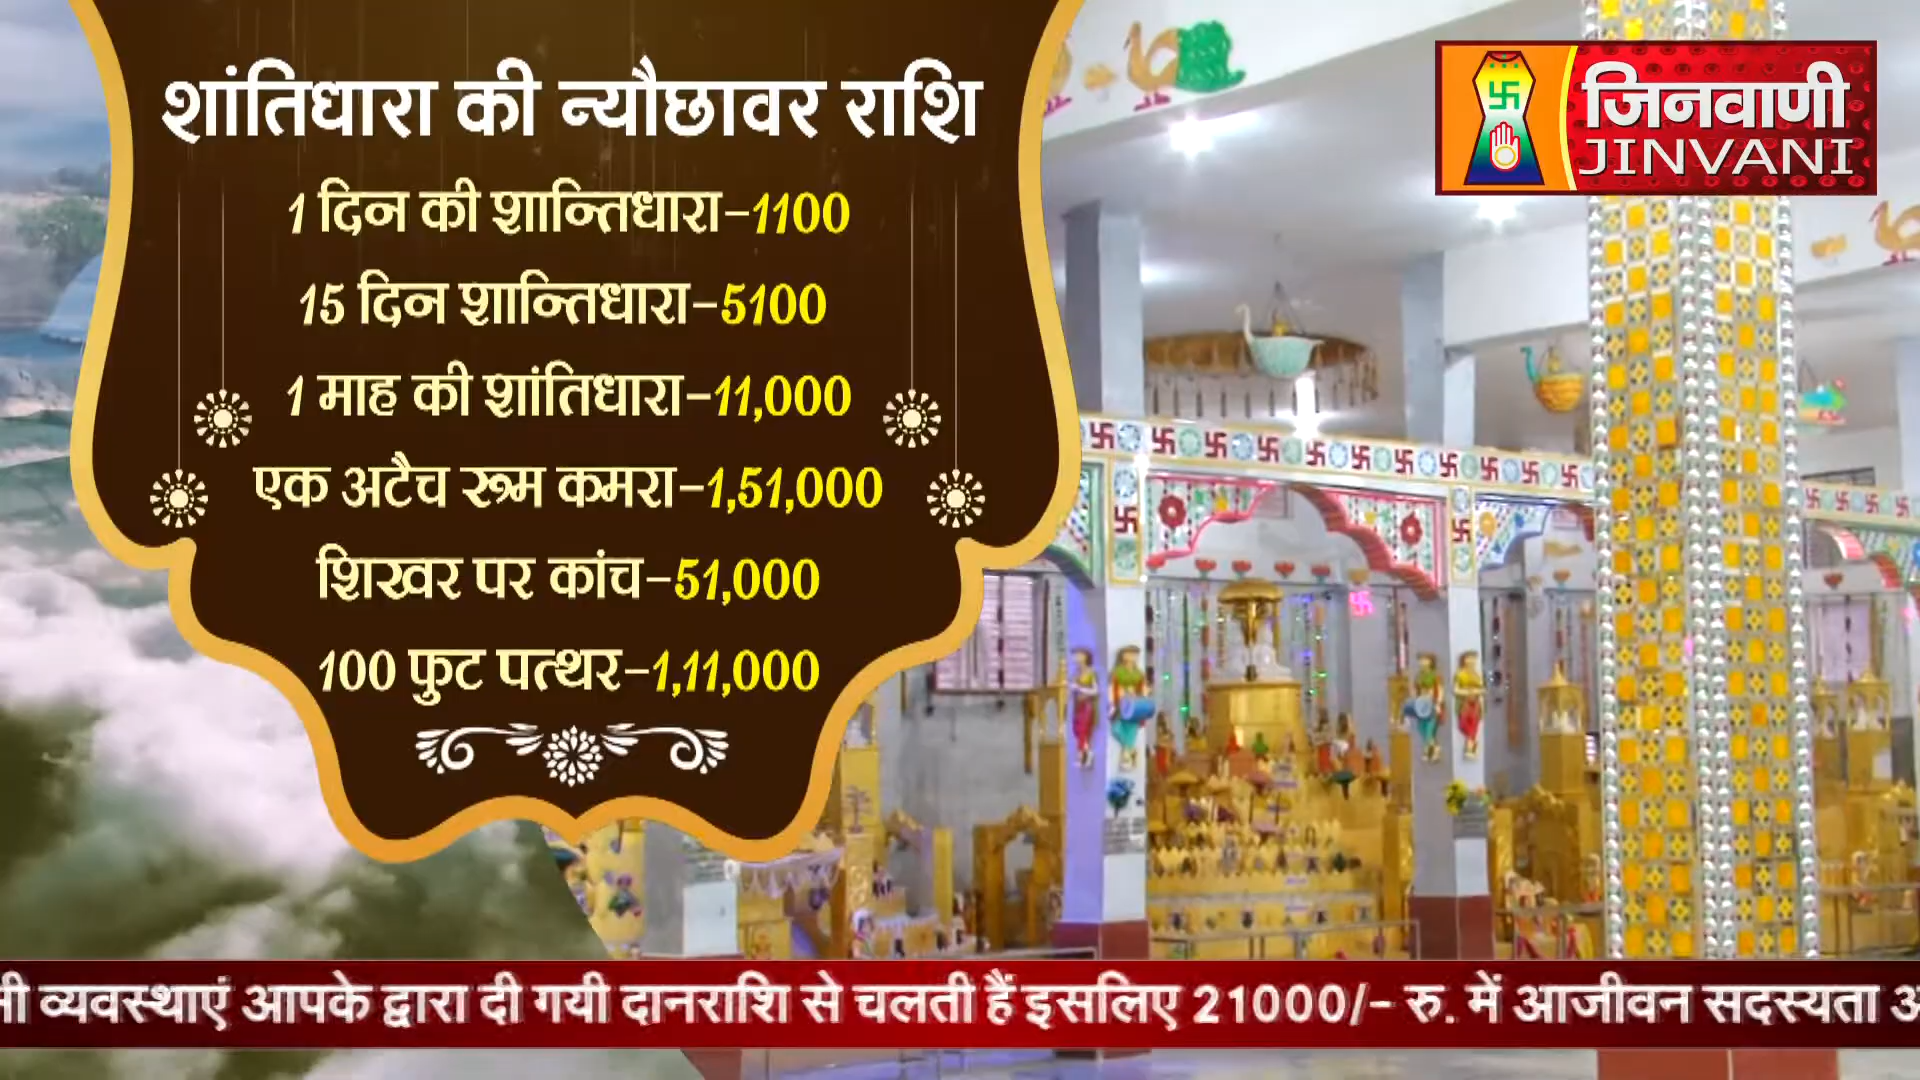 शांतिधारा की न्यौछावर राशि
1 दिन की शान्तिधारा-1100
15 दिन शान्तिधारा-5100
1 माह की शांतिधारा-11,000
एक अटैच रूम कमरा-1,51,000
शिखर पर कांच-51,000
100 फुट पत्थर-1,11,000
जिनवाणी
JINVANI
व्यवस्थाएं आपके द्वारा दी गयी दानराशि से चलती हैं इसलिए 21000/- रु. में आजीवन सदस्यता